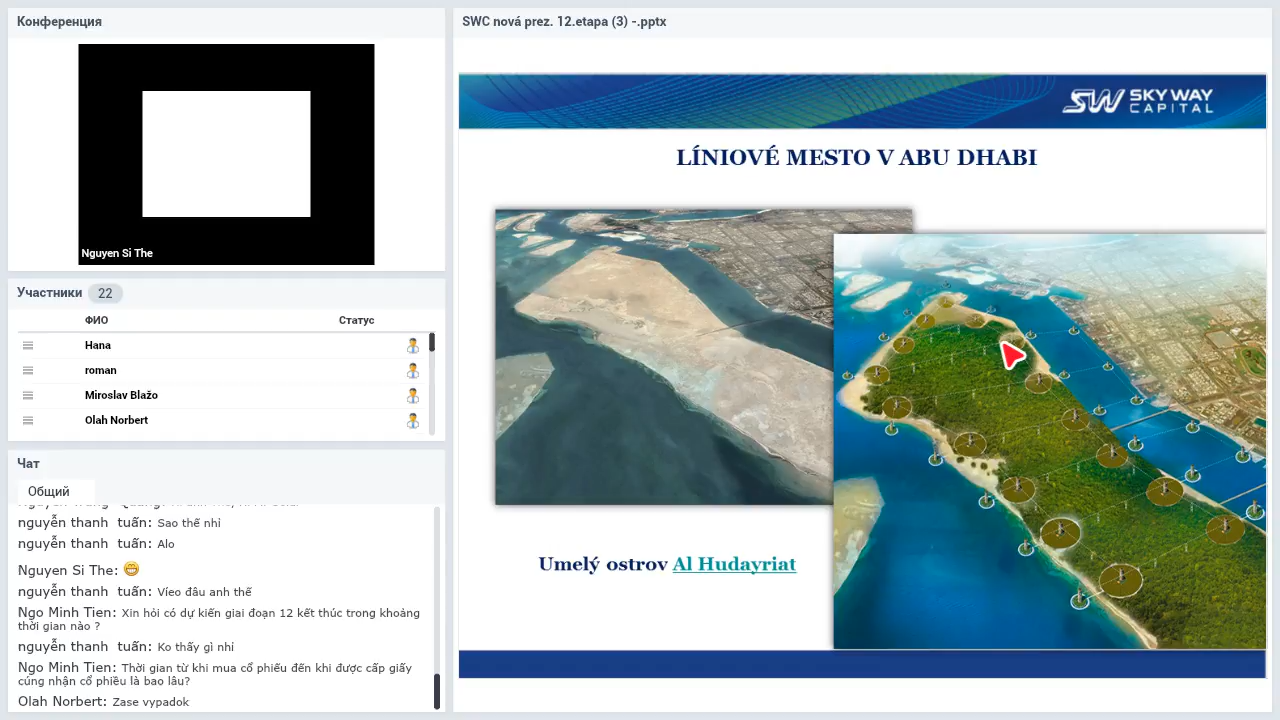 Конференция
Nguyen Si The
Участники 22
ФИО Статус
Hana
roman
Miroslav Blažo
Olah Norbert
Чат
Общий
nguyễn thanh tuấn: Sao thế nhỉ
nguyễn thanh tuấn: Alo
Nguyen Si The: 😁
nguyễn thanh tuấn: Víeo đâu anh thế
Ngo Minh Tien: Xin hỏi có dự kiến giai đoạn 12 kết thúc trong khoảng
thời gian nào ?
nguyễn thanh tuấn: Ko thấy gì nhỉ
Ngo Minh Tien: Thời gian từ khi mua cổ phiếu đến khi được cấp giấy
cúng nhận cổ phiều là bao lâu?
Olah Norbert: Zase vypadok
SWC nová prez. 12.etapa (3) -.pptx
SW SKY WAY
CAPITAL
LÍNIOVÉ MESTO V ABU DHABI
Umelý ostrov Al Hudayriat